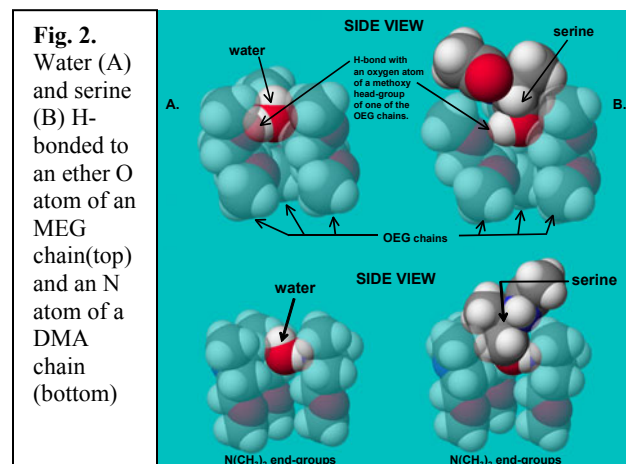 Fig. 2.
Water (A)
and serine
(B) H-
bonded to
an ether O
atom of an
MEG
chain(top)
and an N
atom of a
DMA
chain
(bottom)
SIDE VIEW
water
serine
H-bond with
an oxygen atom
of a methoxy
head-group
of one of the
OEG chains.
A.
B.
OEG chains
SIDE VIEW
water
serine
N(CH3)2 end-groups
N(CH3)2 end-groups